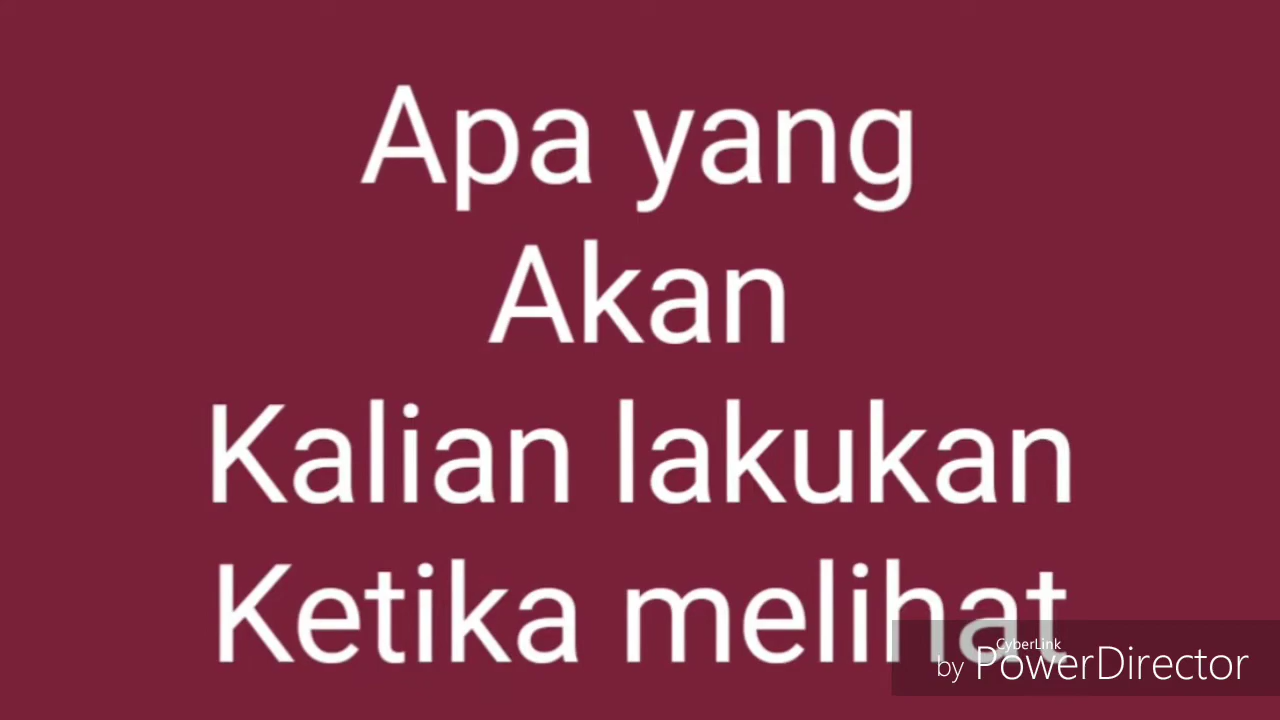 Apa yang
Akan
Kalian lakukan
Ketika melihat
CyberLink
by PowerDirector